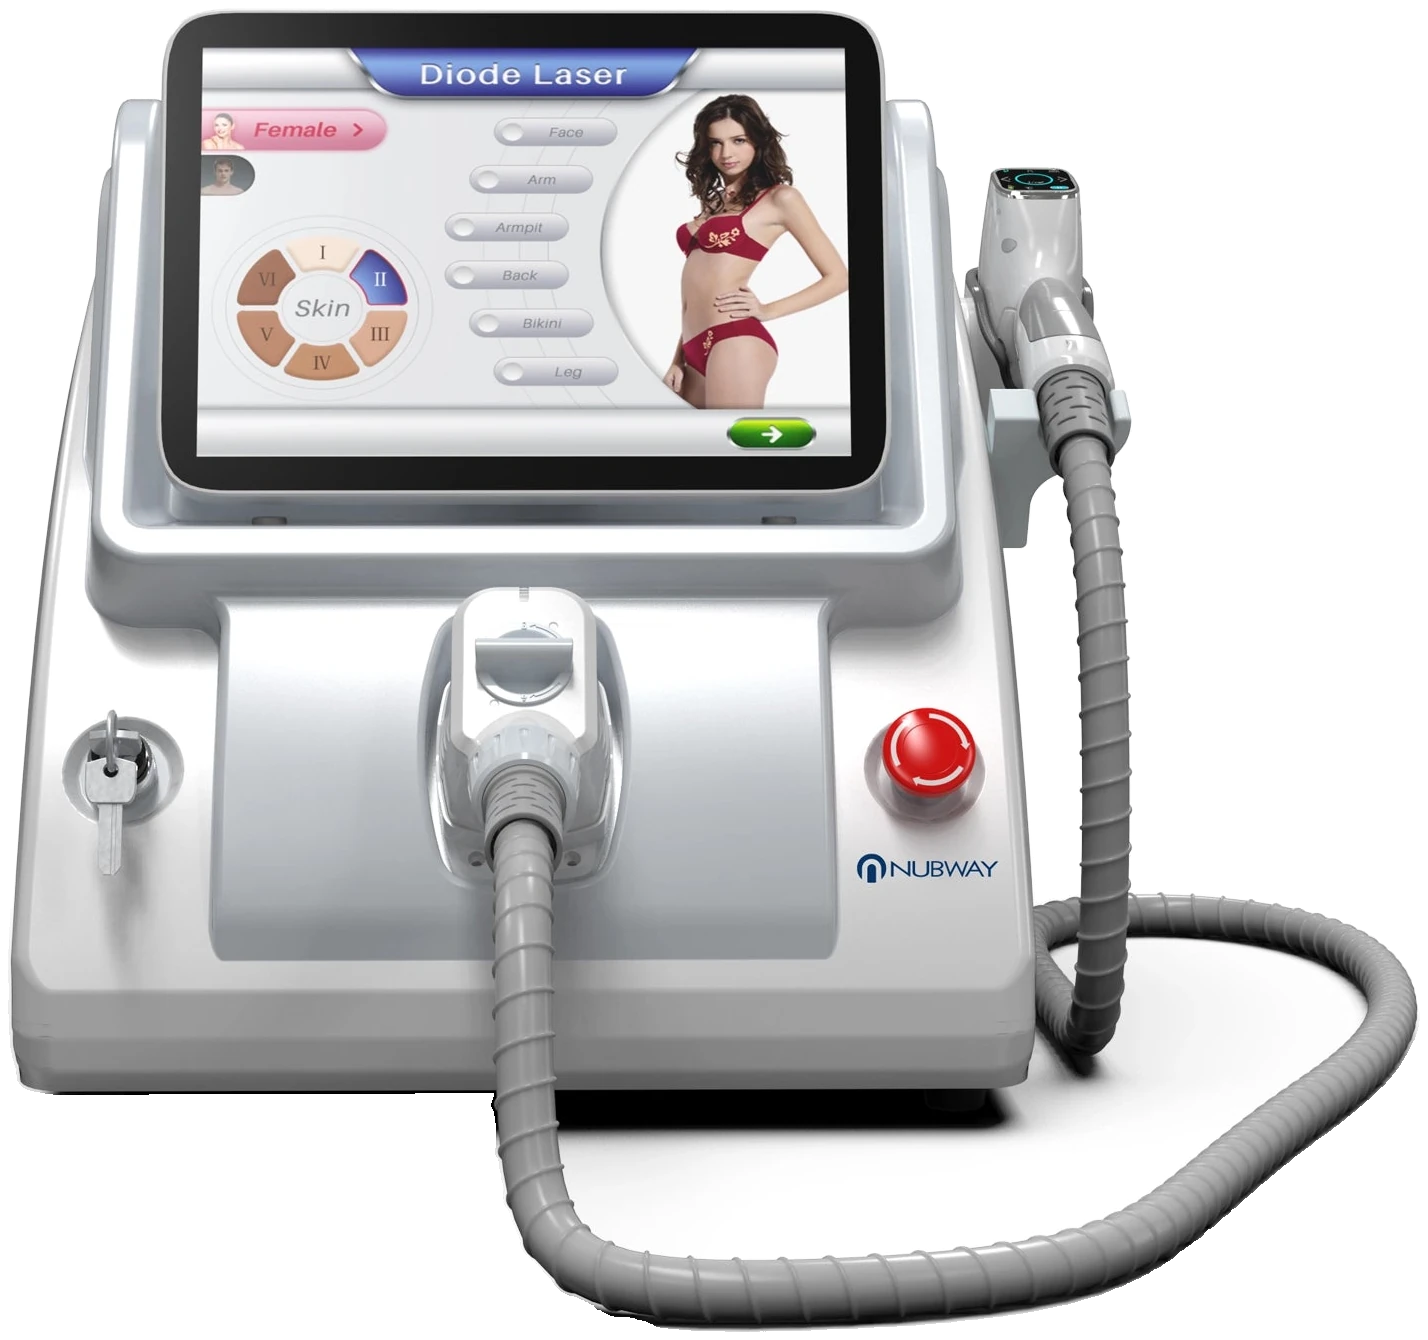 Diode Laser
Female >
Face
Arm
Armpit
Back
Bikini
Leg
I
II
III
IV
V
VI
Skin
NUBWAY